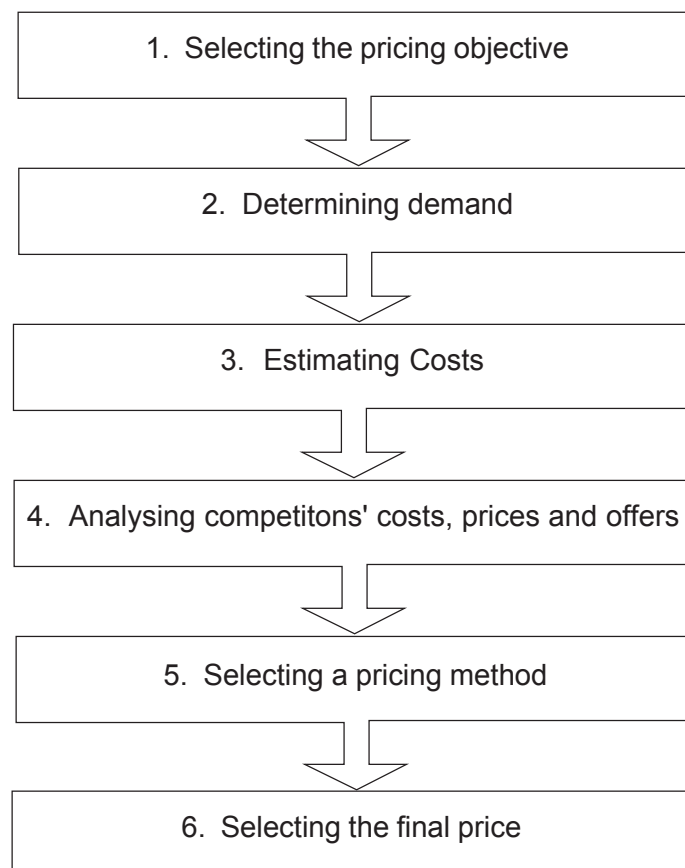 1. Selecting the pricing objective
2. Determining demand
3. Estimating Costs
4. Analysing competitons' costs, prices and offers
5. Selecting a pricing method
6. Selecting the final price